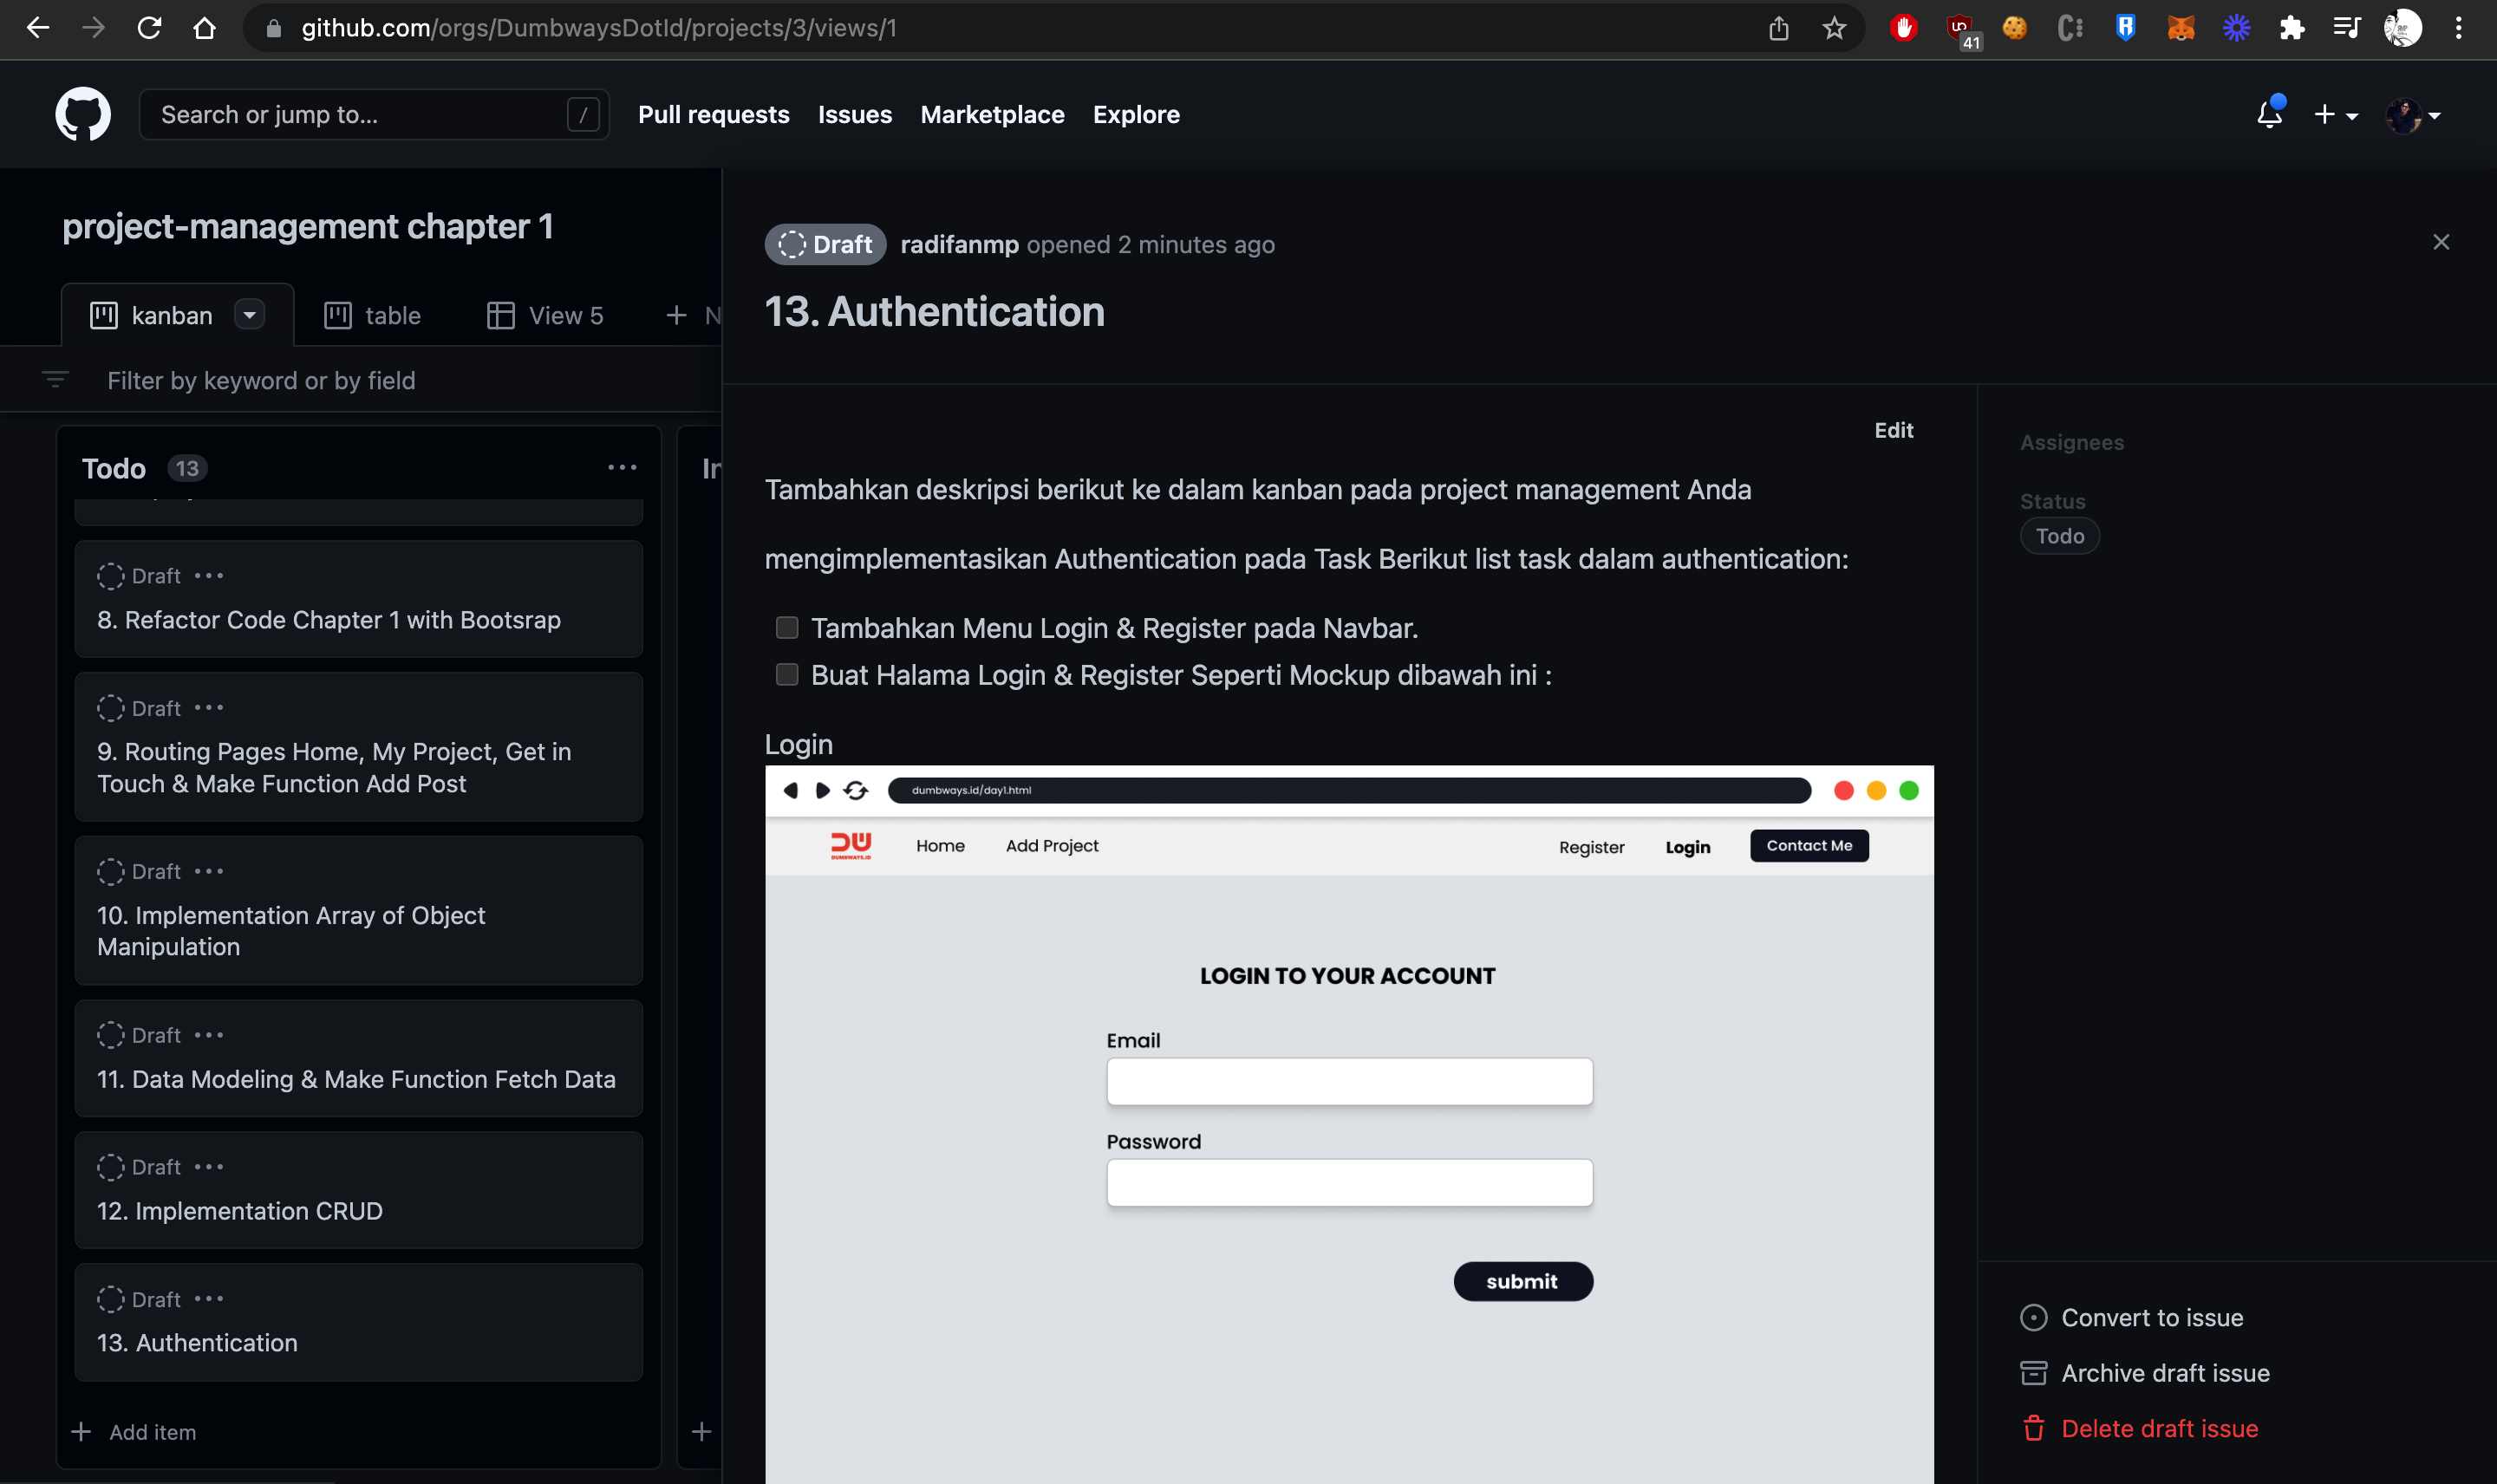 github.com/orgs/DumbwaysDotId/projects/3/views/1
41
Search or jump to...
/
Pull requests
Issues
Marketplace
Explore
project-management chapter 1
kanban
table
View 5
N
Filter by keyword or by field
Todo 13
In
Draft
8. Refactor Code Chapter 1 with Bootsrap
Draft
9. Routing Pages Home, My Project, Get in
Touch & Make Function Add Post
Draft
10. Implementation Array of Object
Manipulation
Draft
11. Data Modeling & Make Function Fetch Data
Draft
12. Implementation CRUD
Draft
13. Authentication
Add item
Draft radifanmp opened 2 minutes ago
13. Authentication
Edit
Tambahkan deskripsi berikut ke dalam kanban pada project management Anda
mengimplementasikan Authentication pada Task Berikut list task dalam authentication:
Tambahkan Menu Login & Register pada Navbar.
Buat Halama Login & Register Seperti Mockup dibawah ini :
Login
dumbways.id/day1.html
DW
DUMBWAYS.ID
Home
Add Project
Register
Login
Contact Me
LOGIN TO YOUR ACCOUNT
Email
Password
submit
Assignees
Status
Todo
Convert to issue
Archive draft issue
Delete draft issue